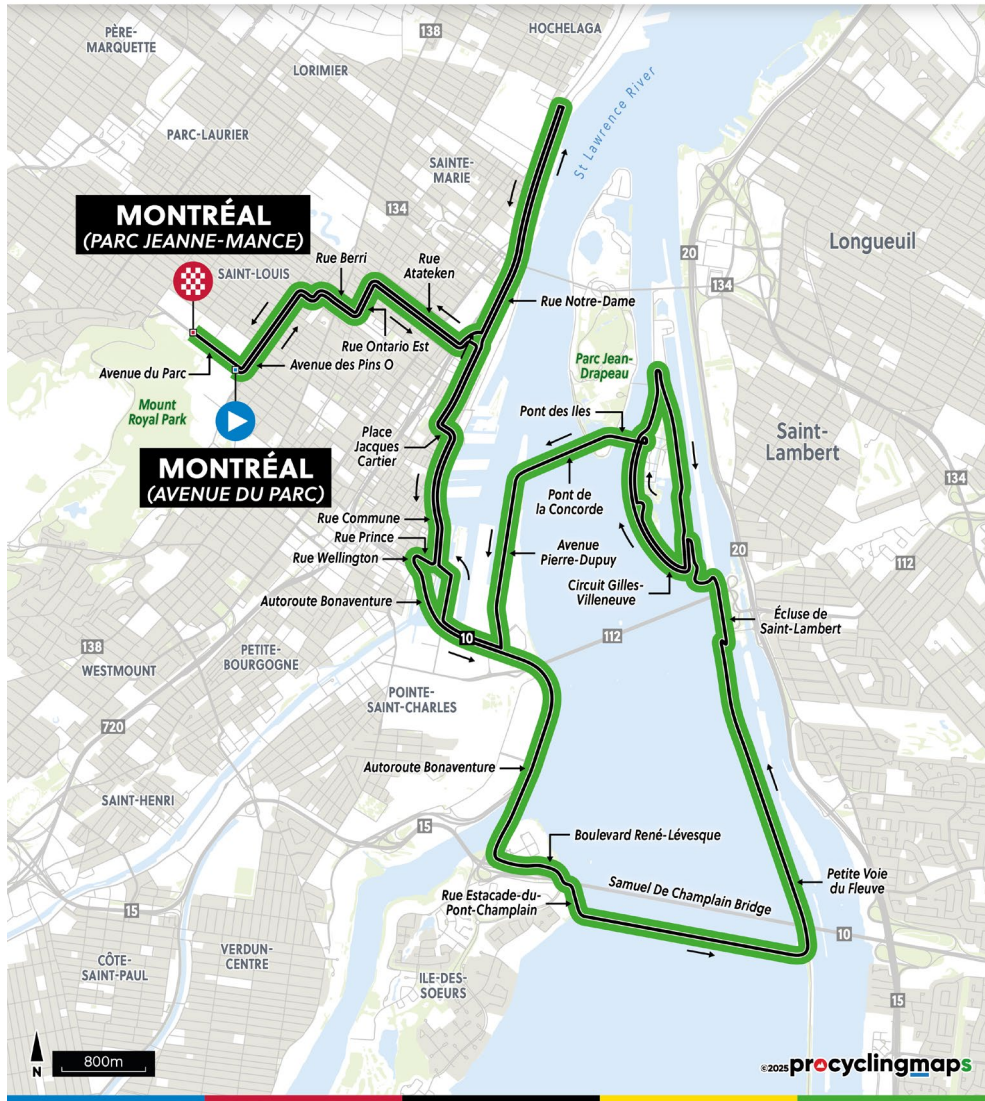 PÈRE-
MARQUETTE
138
HOCHELAGA
LORIMIER
St Lawrence River
PARC-LAURIER
SAINTE-
MARIE
134
20
Longueuil
MONTRÉAL
(PARC JEANNE-MANCE)
SAINT-LOUIS
Rue Berri
Rue
Atateken
134
Rue Notre-Dame
Rue Ontario Est
Avenue des Pins O
Avenue du Parc
Parc Jean-
Drapeau
Mount
Royal Park
Pont des Iles
Place
Jacques
Cartier
Saint-
Lambert
MONTRÉAL
(AVENUE DU PARC)
134
Pont de
la Concorde
Rue Commune
Rue Prince
Rue Wellington
Avenue
Pierre-Dupuy
20
112
Circuit Gilles-
Villeneuve
Autoroute Bonaventure
Écluse de
Saint-Lambert
10
112
138
WESTMOUNT
PETITE-
BOURGOGNE
POINTE-
SAINT-CHARLES
720
Autoroute Bonaventure
SAINT-HENRI
15
Boulevard René-Lévesque
Samuel De Champlain Bridge
Petite Voie
du Fleuve
Rue Estacade-du-
Pont-Champlain
15
10
CÔTE-
SAINT-PAUL
VERDUN-
CENTRE
ILE-DES-
SOEURS
15
N
800m
©2025 procyclingmaps